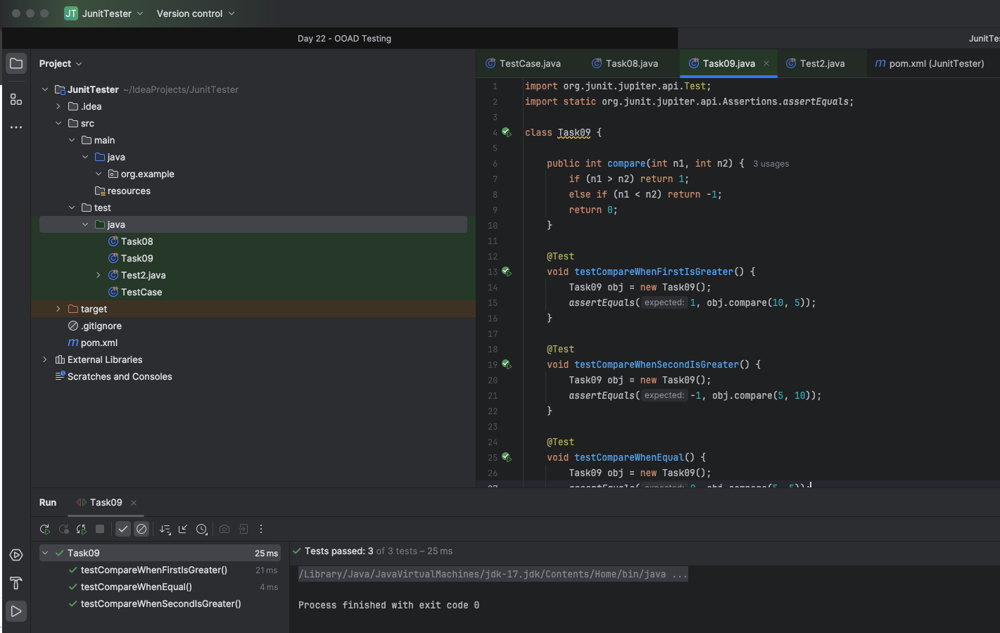 JT JunitTester Version control
Day 22 - OOAD Testing JunitTes
Project
JunitTester ~/IdeaProjects/JunitTester
.idea
src
main
java
org.example
resources
test
java
Task08
Task09
Test2.java
TestCase
target
.gitignore
m pom.xml
External Libraries
Scratches and Consoles
TestCase.java Task08.java Task09.java Test2.java m pom.xml (JunitTester)
1 import org.junit.jupiter.api.Test;
2 import static org.junit.jupiter.api.Assertions.assertEquals;
3
4 class Task09 {
5
6 public int compare(int n1, int n2) { 3 usages
7 if (n1 > n2) return 1;
8 else if (n1 < n2) return -1;
9 return 0;
10 }
11
12 @Test
13 void testCompareWhenFirstIsGreater() {
14 Task09 obj = new Task09();
15 assertEquals( expected: 1, obj.compare(10, 5));
16 }
17
18 @Test
19 void testCompareWhenSecondIsGreater() {
20 Task09 obj = new Task09();
21 assertEquals( expected: -1, obj.compare(5, 10));
22 }
23
24 @Test
25 void testCompareWhenEqual() {
26 Task09 obj = new Task09();
27 assertEquals( expected: 0, obj.compare(5, 5));
Run Task09
Task09 25 ms
testCompareWhenFirstIsGreater() 21 ms
testCompareWhenEqual() 4 ms
testCompareWhenSecondIsGreater()
Tests passed: 3 of 3 tests – 25 ms
/Library/Java/JavaVirtualMachines/jdk-17.jdk/Contents/Home/bin/java ...
Process finished with exit code 0